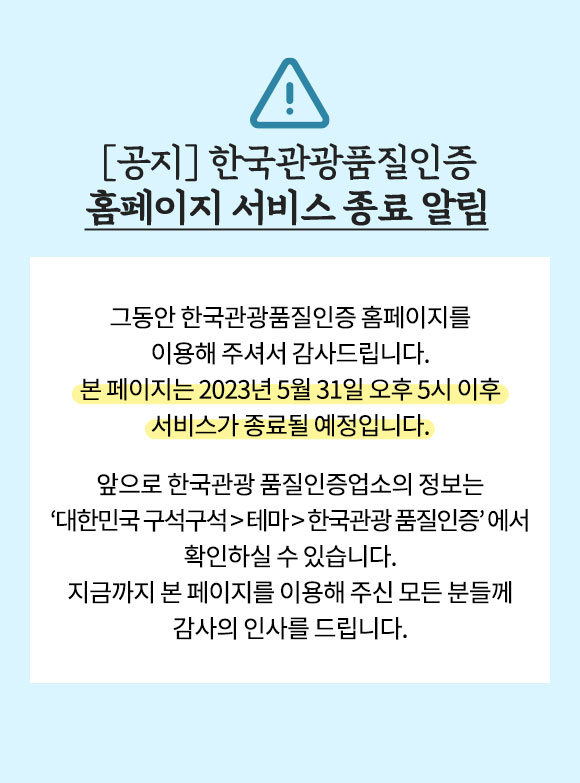 [공지] 한국관광품질인증
홈페이지 서비스 종료 알림
그동안 한국관광품질인증 홈페이지를
이용해 주셔서 감사드립니다.
본 페이지는 2023년 5월 31일 오후 5시 이후
서비스가 종료될 예정입니다.
앞으로 한국관광 품질인증업소의 정보는
‘대한민국 구석구석 > 테마 > 한국관광 품질인증’ 에서
확인하실 수 있습니다.
지금까지 본 페이지를 이용해 주신 모든 분들께
감사의 인사를 드립니다.